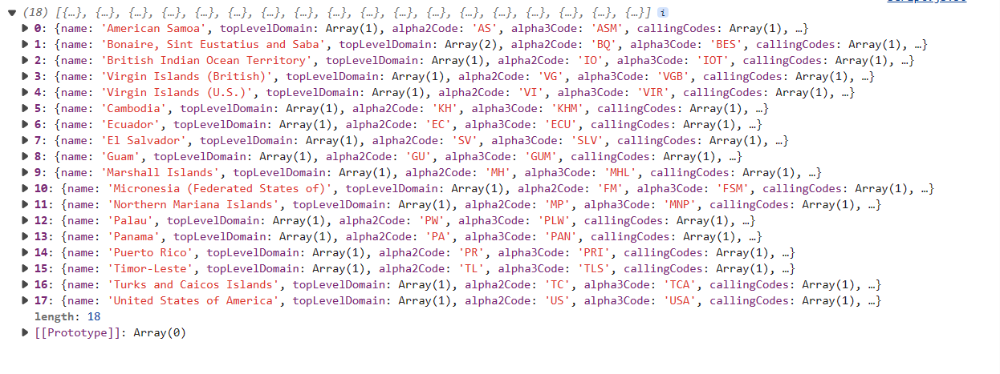 (18) [{…}, {…}, {…}, {…}, {…}, {…}, {…}, {…}, {…}, {…}, {…}, {…}, {…}, {…}, {…}, {…}, {…}, {…}] i
0: {name: 'American Samoa', topLevelDomain: Array(1), alpha2Code: 'AS', alpha3Code: 'ASM', callingCodes: Array(1), …}
1: {name: 'Bonaire, Sint Eustatius and Saba', topLevelDomain: Array(2), alpha2Code: 'BQ', alpha3Code: 'BES', callingCodes: Array(1), …}
2: {name: 'British Indian Ocean Territory', topLevelDomain: Array(1), alpha2Code: 'IO', alpha3Code: 'IOT', callingCodes: Array(1), …}
3: {name: 'Virgin Islands (British)', topLevelDomain: Array(1), alpha2Code: 'VG', alpha3Code: 'VGB', callingCodes: Array(1), …}
4: {name: 'Virgin Islands (U.S.)', topLevelDomain: Array(1), alpha2Code: 'VI', alpha3Code: 'VIR', callingCodes: Array(1), …}
5: {name: 'Cambodia', topLevelDomain: Array(1), alpha2Code: 'KH', alpha3Code: 'KHM', callingCodes: Array(1), …}
6: {name: 'Ecuador', topLevelDomain: Array(1), alpha2Code: 'EC', alpha3Code: 'ECU', callingCodes: Array(1), …}
7: {name: 'El Salvador', topLevelDomain: Array(1), alpha2Code: 'SV', alpha3Code: 'SLV', callingCodes: Array(1), …}
8: {name: 'Guam', topLevelDomain: Array(1), alpha2Code: 'GU', alpha3Code: 'GUM', callingCodes: Array(1), …}
9: {name: 'Marshall Islands', topLevelDomain: Array(1), alpha2Code: 'MH', alpha3Code: 'MHL', callingCodes: Array(1), …}
10: {name: 'Micronesia (Federated States of)', topLevelDomain: Array(1), alpha2Code: 'FM', alpha3Code: 'FSM', callingCodes: Array(1), …}
11: {name: 'Northern Mariana Islands', topLevelDomain: Array(1), alpha2Code: 'MP', alpha3Code: 'MNP', callingCodes: Array(1), …}
12: {name: 'Palau', topLevelDomain: Array(1), alpha2Code: 'PW', alpha3Code: 'PLW', callingCodes: Array(1), …}
13: {name: 'Panama', topLevelDomain: Array(1), alpha2Code: 'PA', alpha3Code: 'PAN', callingCodes: Array(1), …}
14: {name: 'Puerto Rico', topLevelDomain: Array(1), alpha2Code: 'PR', alpha3Code: 'PRI', callingCodes: Array(1), …}
15: {name: 'Timor-Leste', topLevelDomain: Array(1), alpha2Code: 'TL', alpha3Code: 'TLS', callingCodes: Array(1), …}
16: {name: 'Turks and Caicos Islands', topLevelDomain: Array(1), alpha2Code: 'TC', alpha3Code: 'TCA', callingCodes: Array(1), …}
17: {name: 'United States of America', topLevelDomain: Array(1), alpha2Code: 'US', alpha3Code: 'USA', callingCodes: Array(1), …}
length: 18
[[Prototype]]: Array(0)